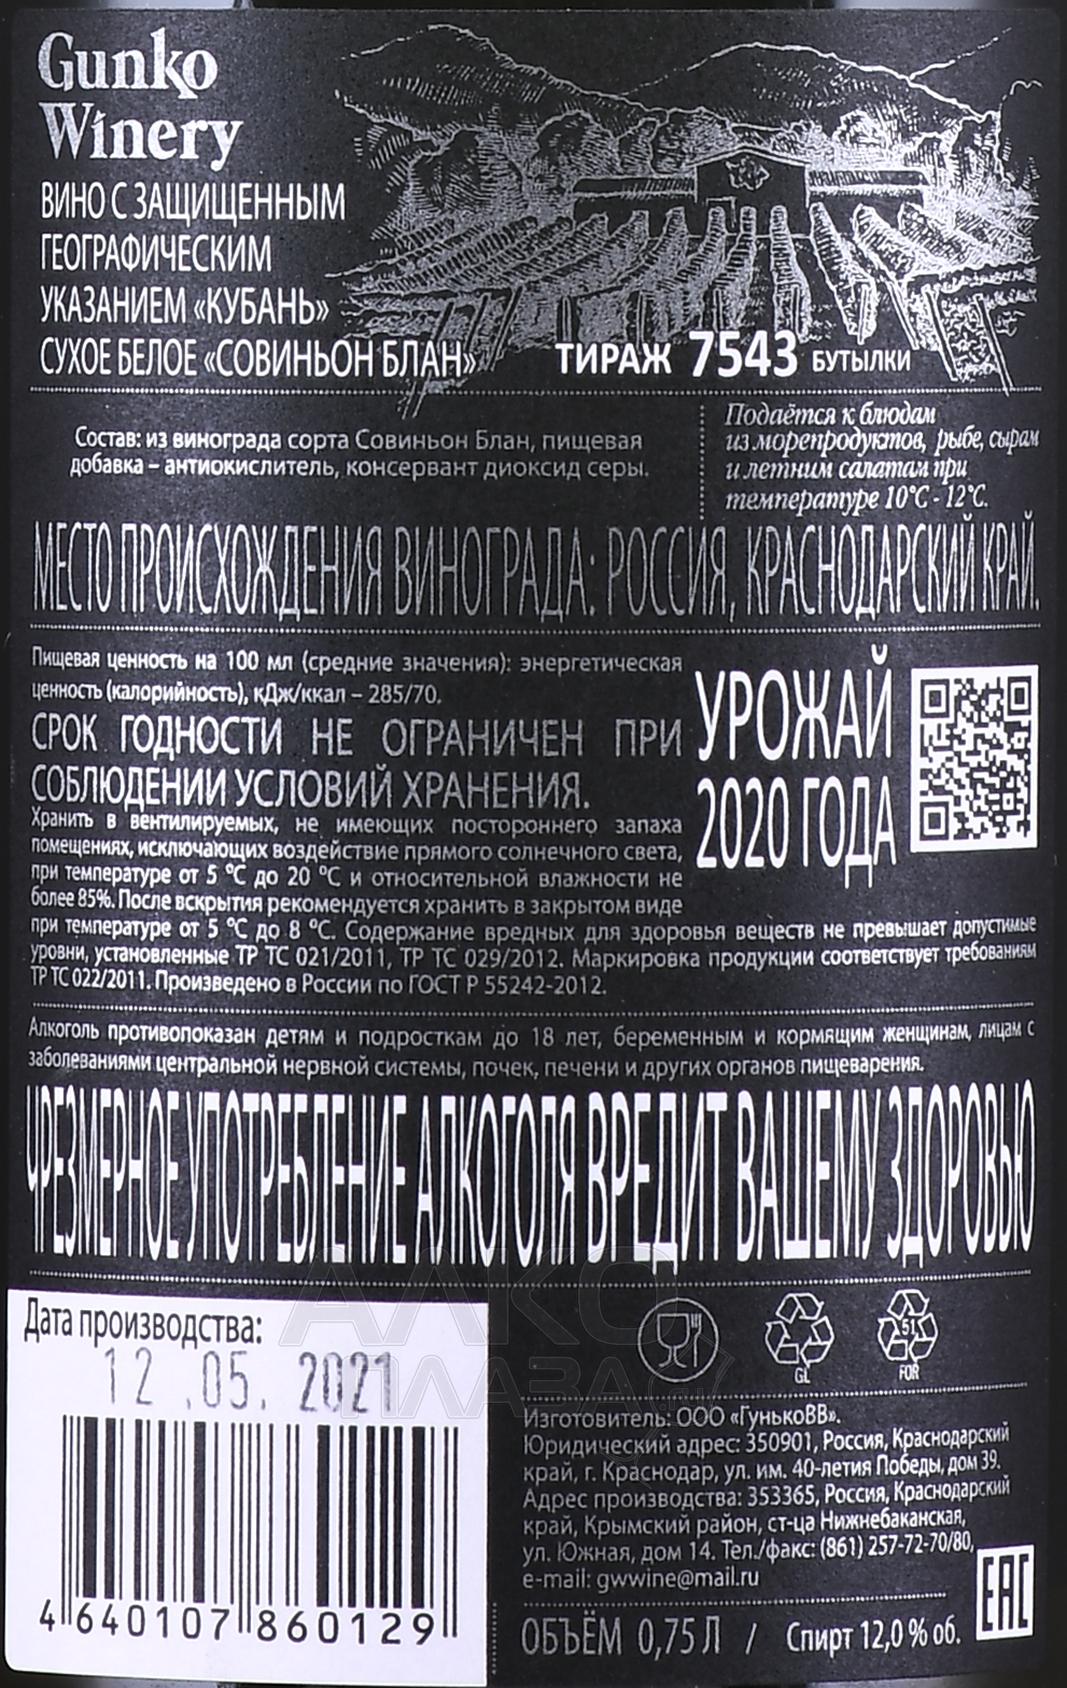 Gunko
Winery
ВИНО С ЗАЩИЩЕННЫМ
ГЕОГРАФИЧЕСКИМ
УКАЗАНИЕМ «КУБАНЬ»
СУХОЕ БЕЛОЕ «СОВИНЬОН БЛАН»
ТИРАЖ 7543 БУТЫЛКИ
Состав: из винограда сорта Совиньон Блан, пищевая
добавка – антиокислитель, консервант диоксид серы.
Подаётся к блюдам
из морепродуктов, рыбе, сырам
и летним салатам при
температуре 10°С - 12°С.
МЕСТО ПРОИСХОЖДЕНИЯ ВИНОГРАДА: РОССИЯ, КРАСНОДАРСКИЙ КРАЙ.
Пищевая ценность на 100 мл (средние значения): энергетическая
ценность (калорийность), кДж/ккал – 285/70.
СРОК ГОДНОСТИ НЕ ОГРАНИЧЕН ПРИ
СОБЛЮДЕНИИ УСЛОВИЙ ХРАНЕНИЯ.
Хранить в вентилируемых, не имеющих постороннего запаха
помещениях, исключающих воздействие прямого солнечного света,
при температуре от 5 °С до 20 °С и относительной влажности не
более 85%. После вскрытия рекомендуется хранить в закрытом виде
при температуре от 5 °С до 8 °С. Содержание вредных для здоровья веществ не превышает допустимые
уровни, установленные ТР ТС 021/2011, ТР ТС 029/2012. Маркировка продукции соответствует требованиям
ТР ТС 022/2011. Произведено в России по ГОСТ Р 55242-2012.
УРОЖАЙ
2020 ГОДА
Алкоголь противопоказан детям и подросткам до 18 лет, беременным и кормящим женщинам, лицам с
заболеваниями центральной нервной системы, почек, печени и других органов пищеварения.
ЧРЕЗМЕРНОЕ УПОТРЕБЛЕНИЕ АЛКОГОЛЯ ВРЕДИТ ВАШЕМУ ЗДОРОВЬЮ
Дата производства:
12 .05. 2021
4 640107 860129
GL
51
FOR
Изготовитель: ООО «ГунькоВВ».
Юридический адрес: 350901, Россия, Краснодарский
край, г. Краснодар, ул. им. 40-летия Победы, дом 39.
Адрес производства: 353365, Россия, Краснодарский
край, Крымский район, ст-ца Нижнебаканская,
ул. Южная, дом 14. Тел./факс: (861) 257-72-70/80,
e-mail: gwwine@mail.ru
ЕАС
ОБЪЁМ 0,75 Л / Спирт 12,0 % об.
АЛКО
ПЛАЗА.ru